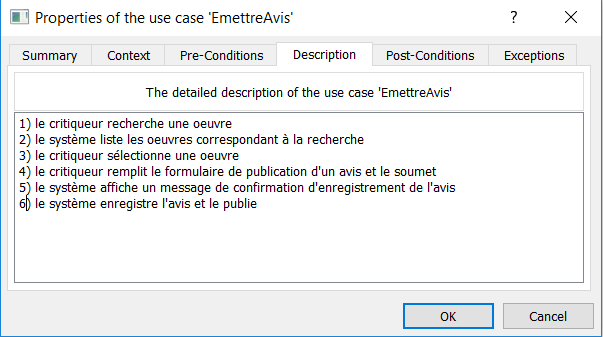 Properties of the use case 'EmettreAvis'
?
Summary
Context
Pre-Conditions
Description
Post-Conditions
Exceptions
The detailed description of the use case 'EmettreAvis'
1) le critiqueur recherche une oeuvre
2) le système liste les oeuvres correspondant à la recherche
3) le critiqueur sélectionne une oeuvre
4) le critiqueur remplit le formulaire de publication d'un avis et le soumet
5) le système affiche un message de confirmation d'enregistrement de l'avis
6) le système enregistre l'avis et le publie
OK
Cancel